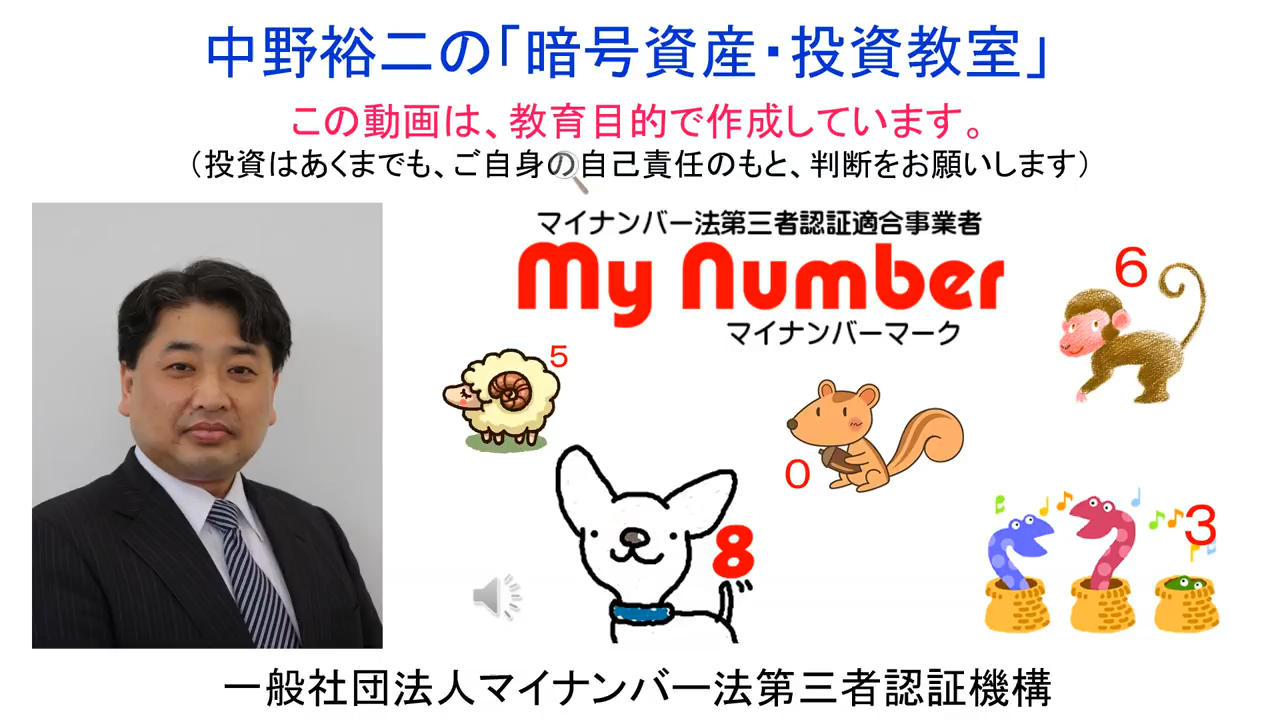 中野裕二の「暗号資産・投資教室」
この動画は、教育目的で作成しています。
（投資はあくまでも、ご自身の自己責任のもと、判断をお願いします）
マイナンバー法第三者認証適合事業者
My Number
マイナンバーマーク
6
5
0
8
3
一般社団法人マイナンバー法第三者認証機構